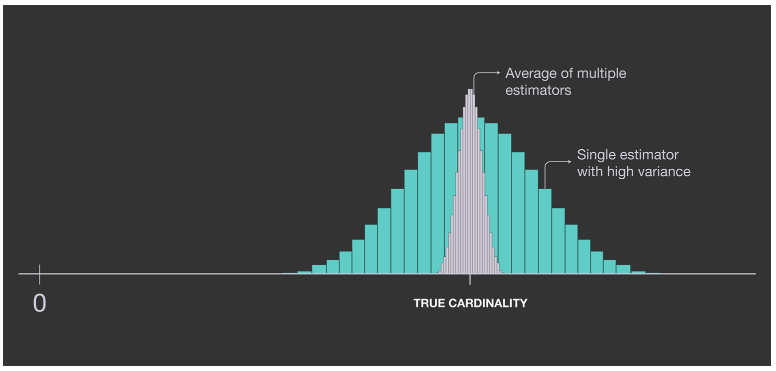 Average of multiple
estimators
Single estimator
with high variance
0
TRUE CARDINALITY